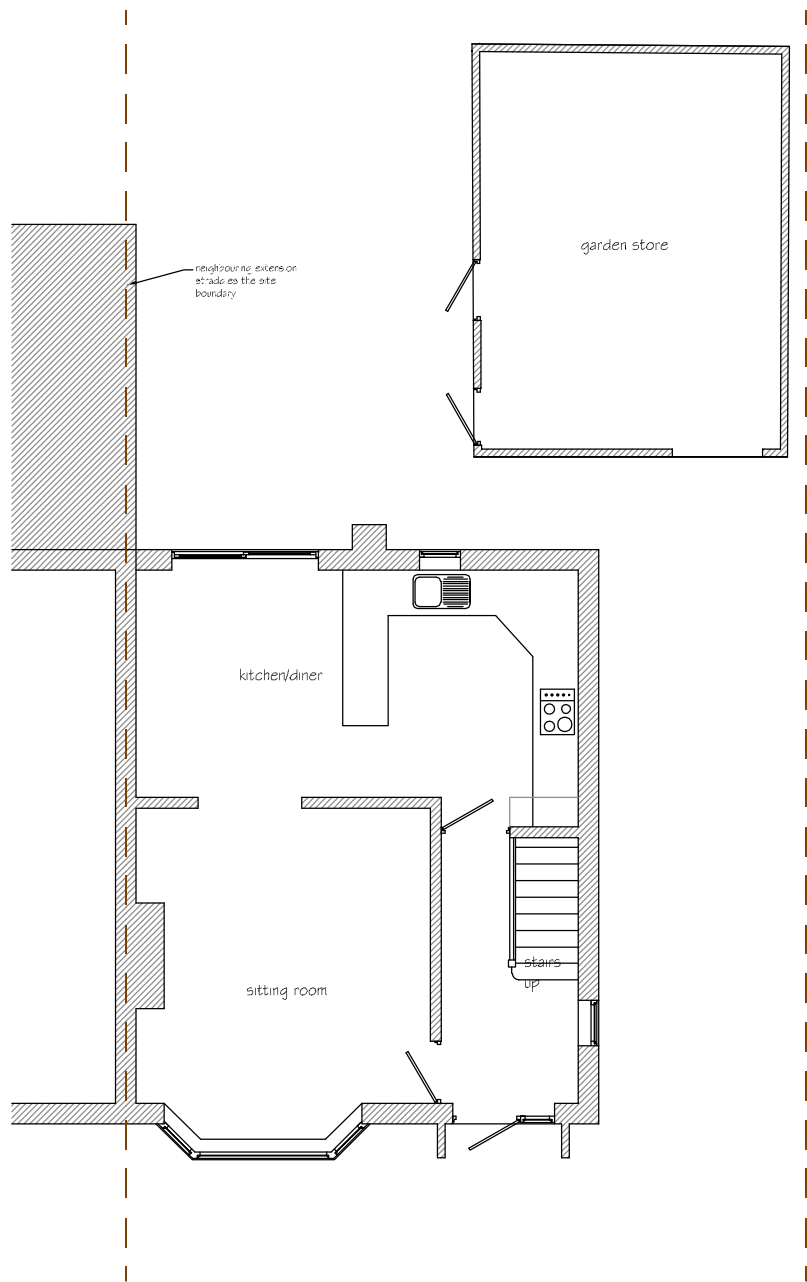 garden store
neighbouring extension
straddles the site
boundary
kitchen/diner
stairs
up
sitting room